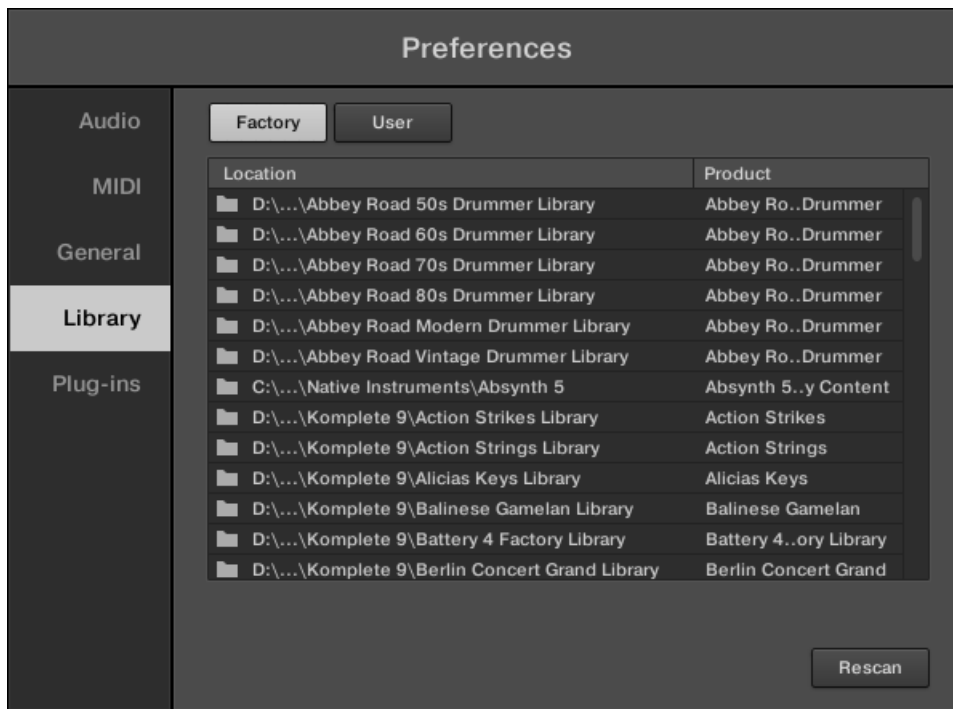 Preferences
Audio
MIDI
General
Library
Plug-ins
Factory User
Location Product
D:\...\Abbey Road 50s Drummer Library Abbey Ro..Drummer
D:\...\Abbey Road 60s Drummer Library Abbey Ro..Drummer
D:\...\Abbey Road 70s Drummer Library Abbey Ro..Drummer
D:\...\Abbey Road 80s Drummer Library Abbey Ro..Drummer
D:\...\Abbey Road Modern Drummer Library Abbey Ro..Drummer
D:\...\Abbey Road Vintage Drummer Library Abbey Ro..Drummer
C:\...\Native Instruments\Absynth 5 Absynth 5..y Content
D:\...\Komplete 9\Action Strikes Library Action Strikes
D:\...\Komplete 9\Action Strings Library Action Strings
D:\...\Komplete 9\Alicias Keys Library Alicias Keys
D:\...\Komplete 9\Balinese Gamelan Library Balinese Gamelan
D:\...\Komplete 9\Battery 4 Factory Library Battery 4..ory Library
D:\...\Komplete 9\Berlin Concert Grand Library Berlin Concert Grand
Rescan